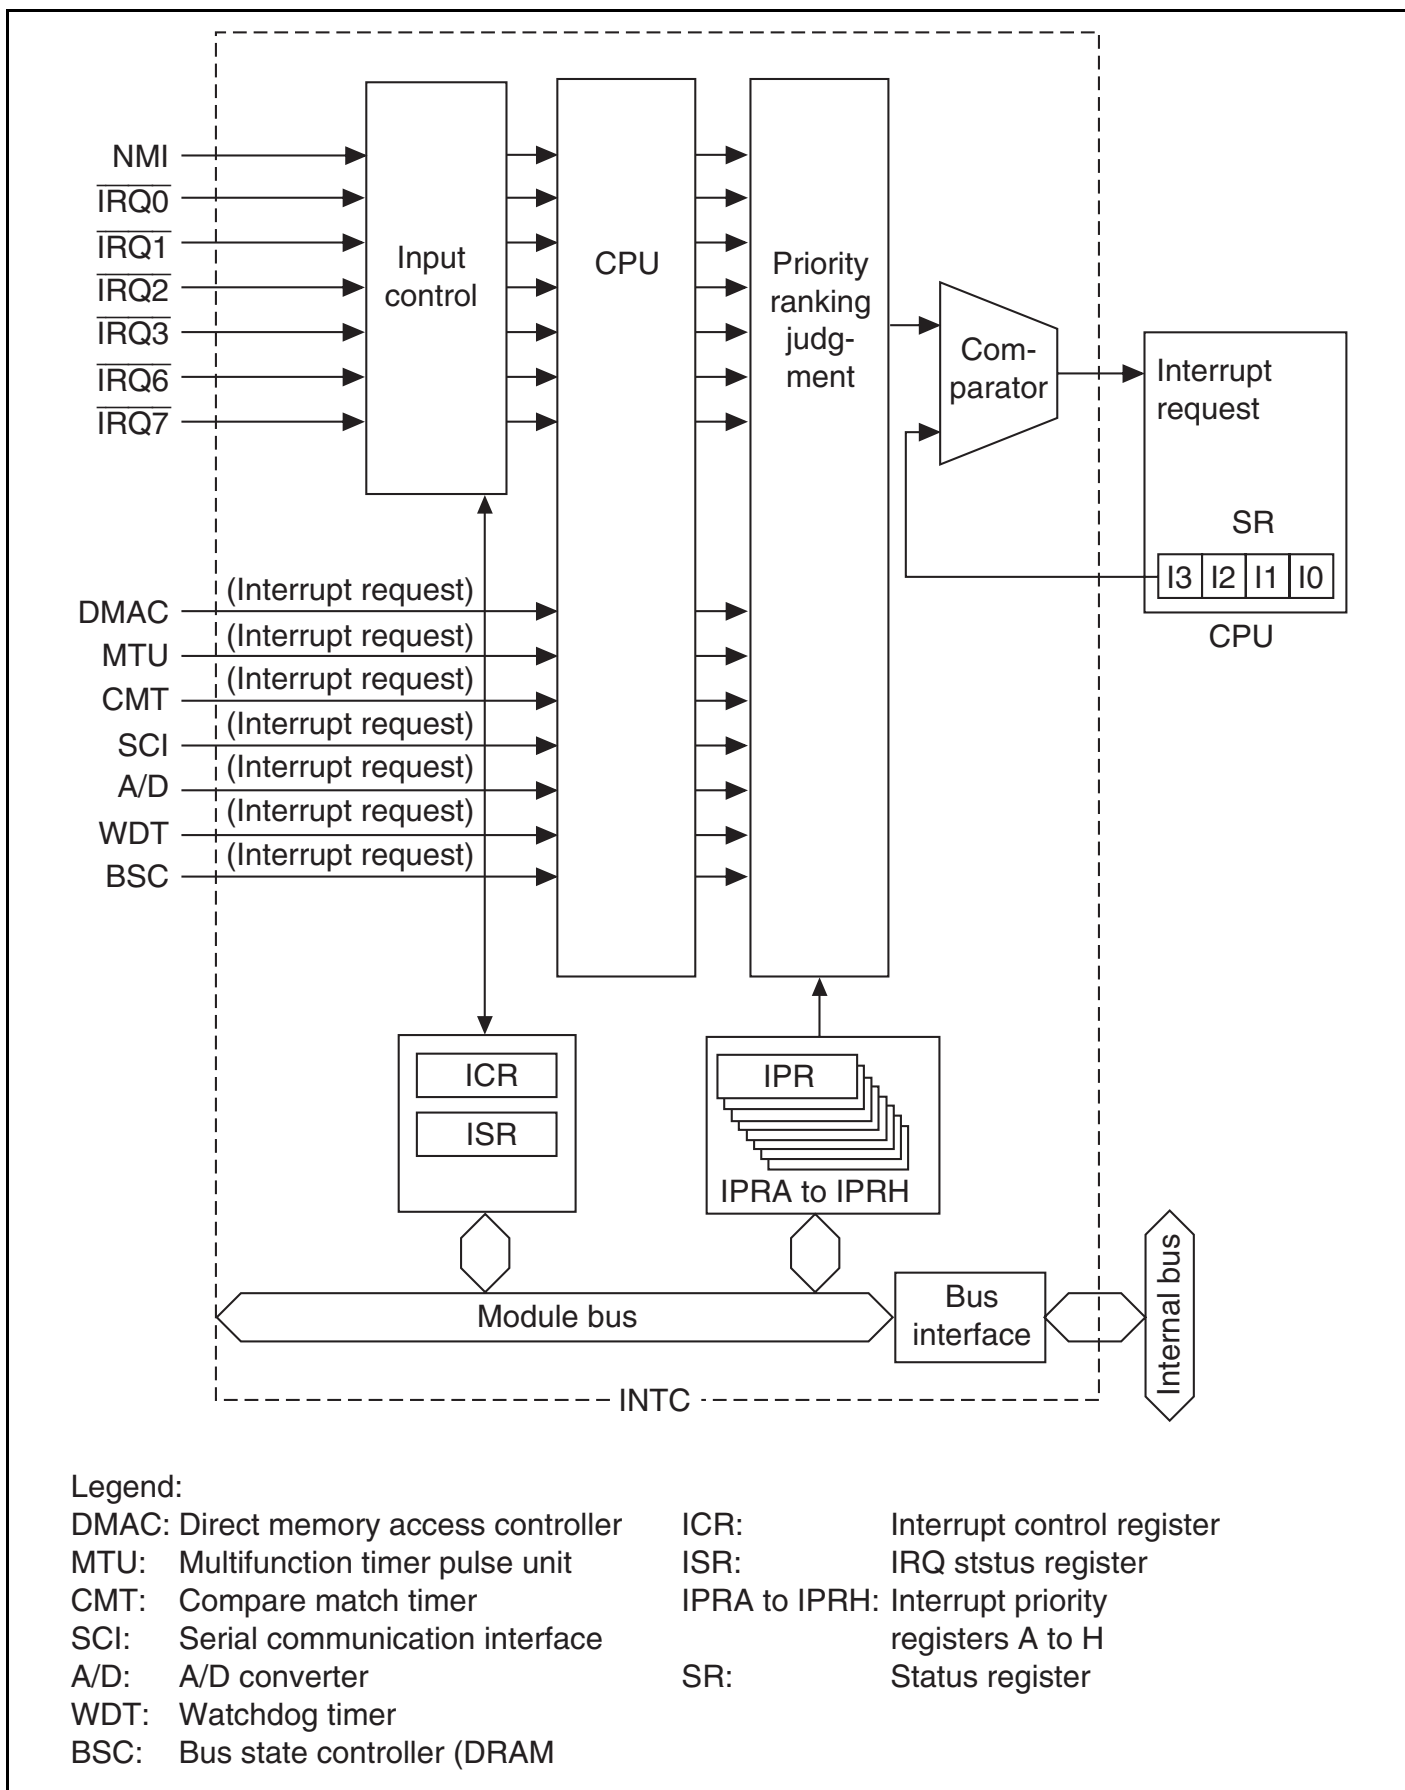 NMI
IRQ0
IRQ1
IRQ2
IRQ3
IRQ6
IRQ7
Input
control
CPU
Priority
ranking
judg-
ment
Com-
parator
Interrupt
request
SR
I3 I2 I1 I0
CPU
DMAC (Interrupt request)
MTU (Interrupt request)
CMT (Interrupt request)
SCI (Interrupt request)
A/D (Interrupt request)
WDT (Interrupt request)
BSC (Interrupt request)
ICR
ISR
IPR
IPRA to IPRH
Module bus
Bus
interface
Internal bus
INTC
Legend:
DMAC: Direct memory access controller
MTU: Multifunction timer pulse unit
CMT: Compare match timer
SCI: Serial communication interface
A/D: A/D converter
WDT: Watchdog timer
BSC: Bus state controller (DRAM
ICR: Interrupt control register
ISR: IRQ ststus register
IPRA to IPRH: Interrupt priority
registers A to H
SR: Status register